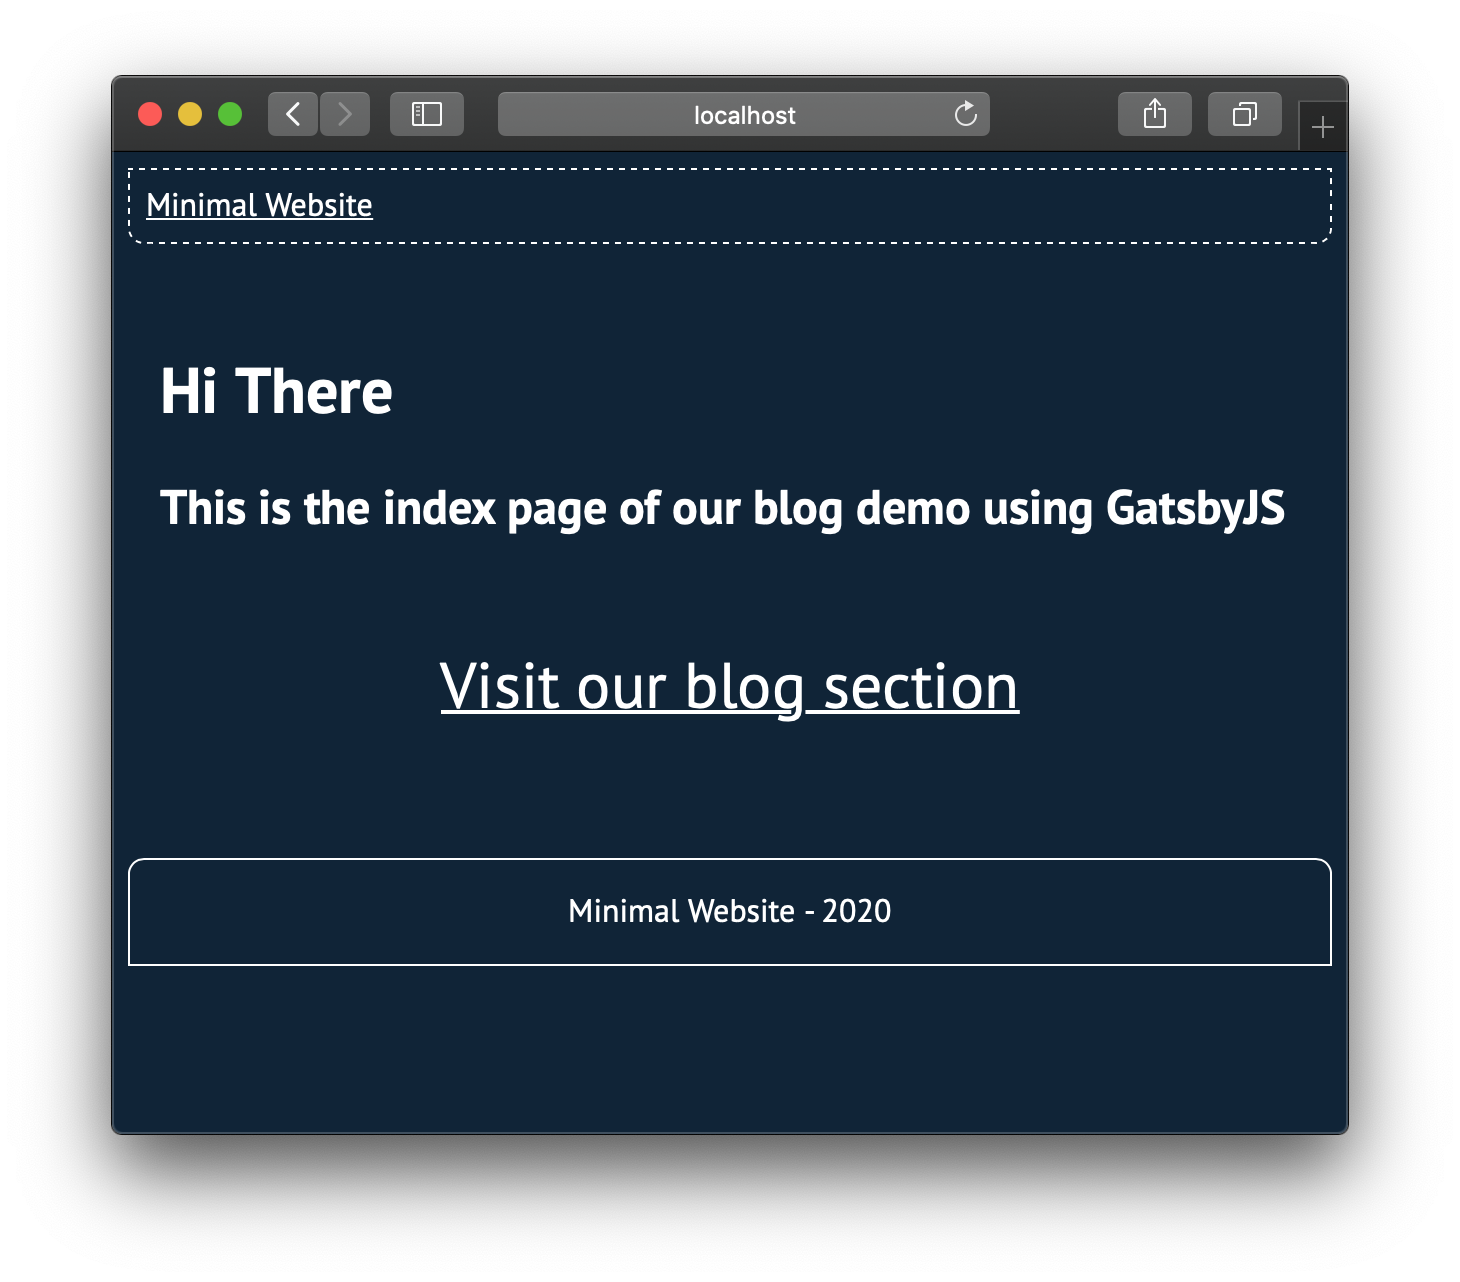 localhost
Minimal Website
Hi There
This is the index page of our blog demo using GatsbyJS
Visit our blog section
Minimal Website - 2020